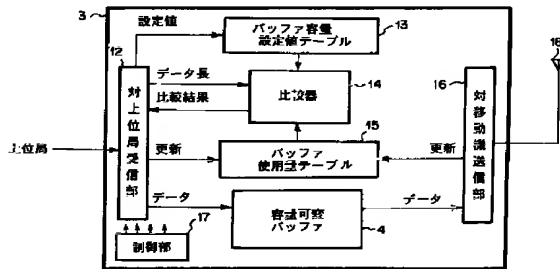 3
設定値
バッファ容量
設定値テーブル
13
12
データ長
比較結果
比設器
14
18
16
対上位局受信部
対移動識送信部
15
上位局
更新
バッファ
使用量テーブル
更新
データ
容量可変
バッファ
データ
4
17
制御部